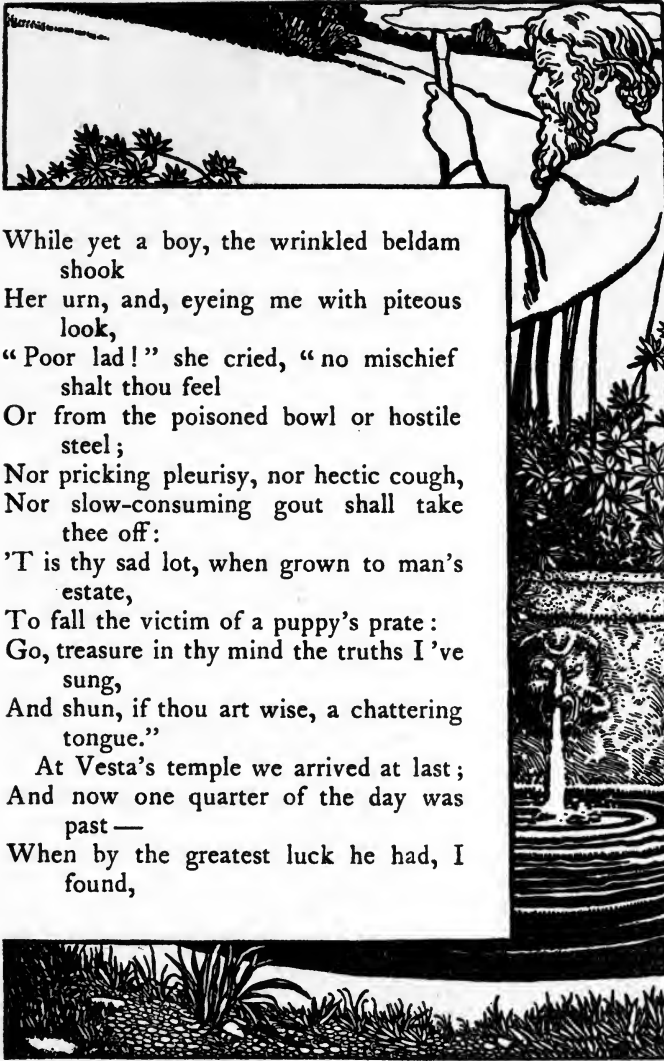 While yet a boy, the wrinkled beldam
shook
Her urn, and, eyeing me with piteous
look,
“ Poor lad ! ” she cried, “ no mischief
shalt thou feel
Or from the poisoned bowl or hostile
steel ;
Nor pricking pleurisy, nor hectic cough,
Nor slow-consuming gout shall take
thee off :
’T is thy sad lot, when grown to man’s
estate,
To fall the victim of a puppy’s prate :
Go, treasure in thy mind the truths I ’ve
sung,
And shun, if thou art wise, a chattering
tongue.”
At Vesta’s temple we arrived at last ;
And now one quarter of the day was
past —
When by the greatest luck he had, I
found,